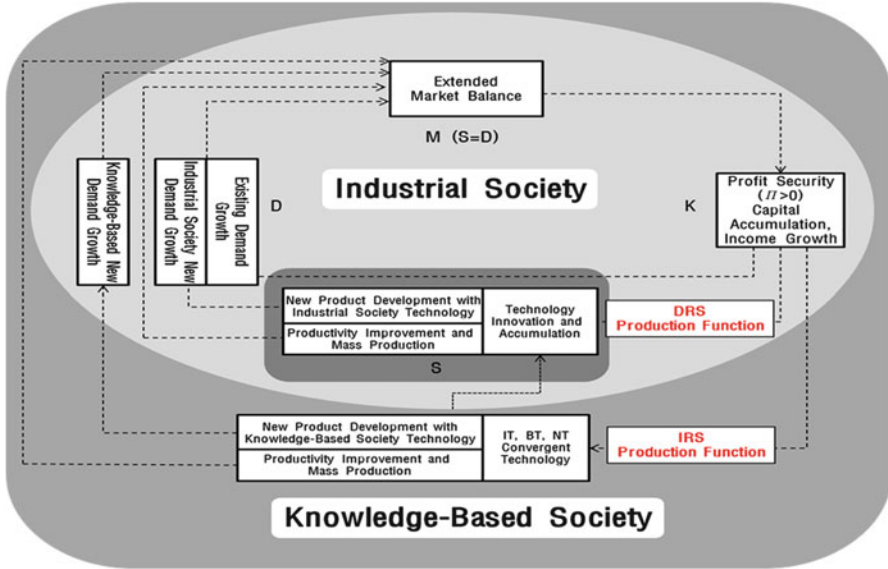 Extended
Market Balance
M (S=D)
Industrial Society
Knowledge-Based New
Demand Growth
Industrial Society New
Demand Growth
Existing Demand
Growth
D
K
Profit Security
(Π>0)
Capital
Accumulation,
Income Growth
New Product Development with
Industrial Society Technology
Productivity Improvement and
Mass Production
Technology
Innovation and
Accumulation
DRS
Production Function
S
New Product Development with
Knowledge-Based Society Technology
Productivity Improvement and
Mass Production
IT, BT, NT
Convergent
Technology
IRS
Production Function
Knowledge-Based Society